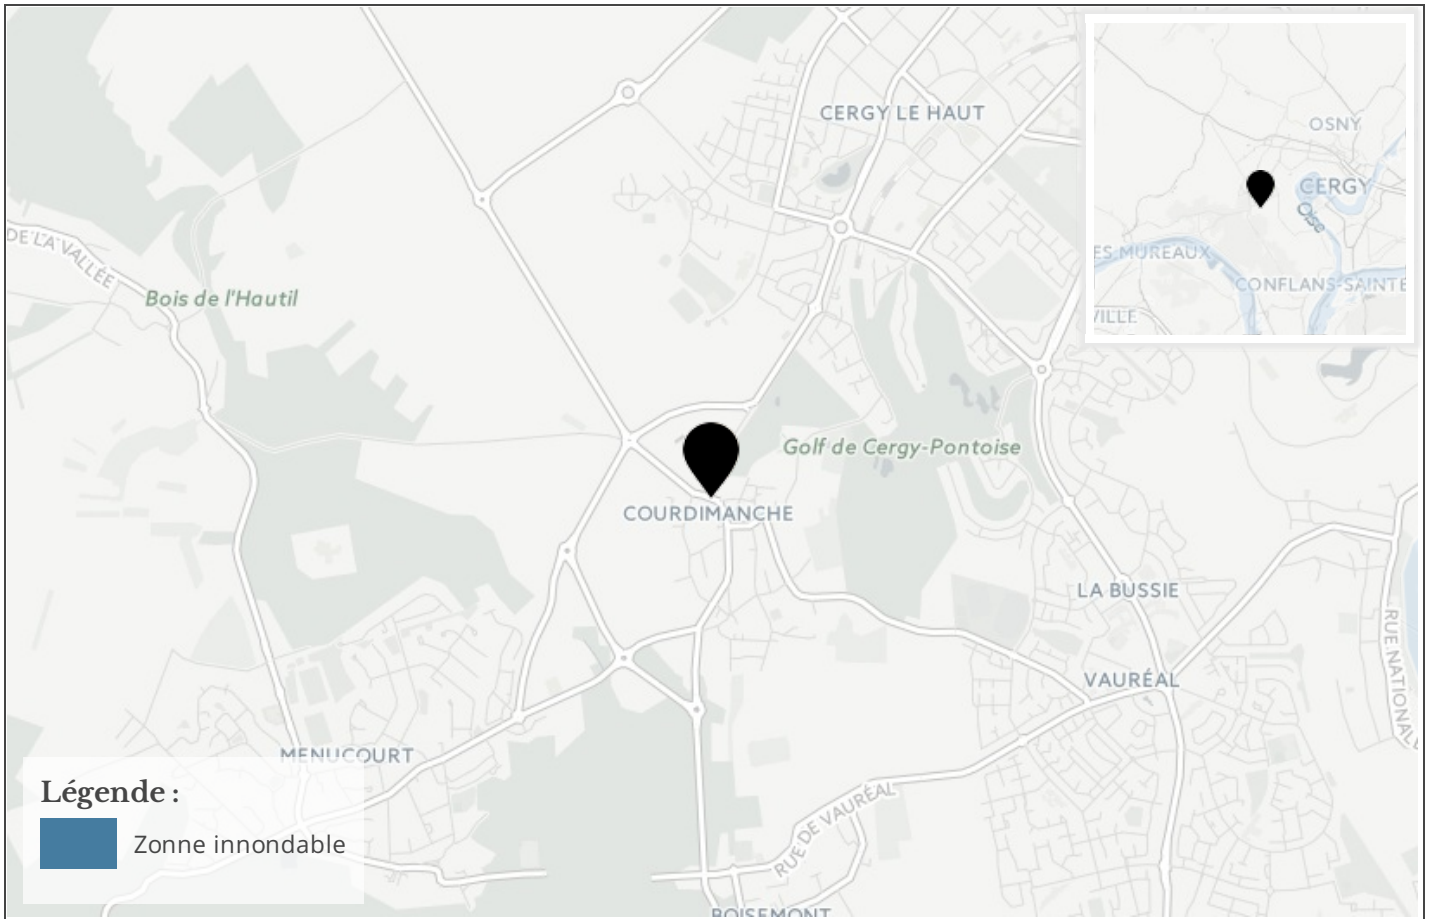 CERGY LE HAUT
OSNY
CERGY
Oise
ES MUREAUX
CONFLANS-SAINTE
VILLE
DE LA VALLÉE
Bois de l'Hautil
Golf de Cergy-Pontoise
COURDIMANCHE
LA BUSSIE
RUE NATIONAL
VAURÉAL
MENUCOURT
Légende :
Zonne innondable
RUE DE VAURÉAL
BOISEMONT